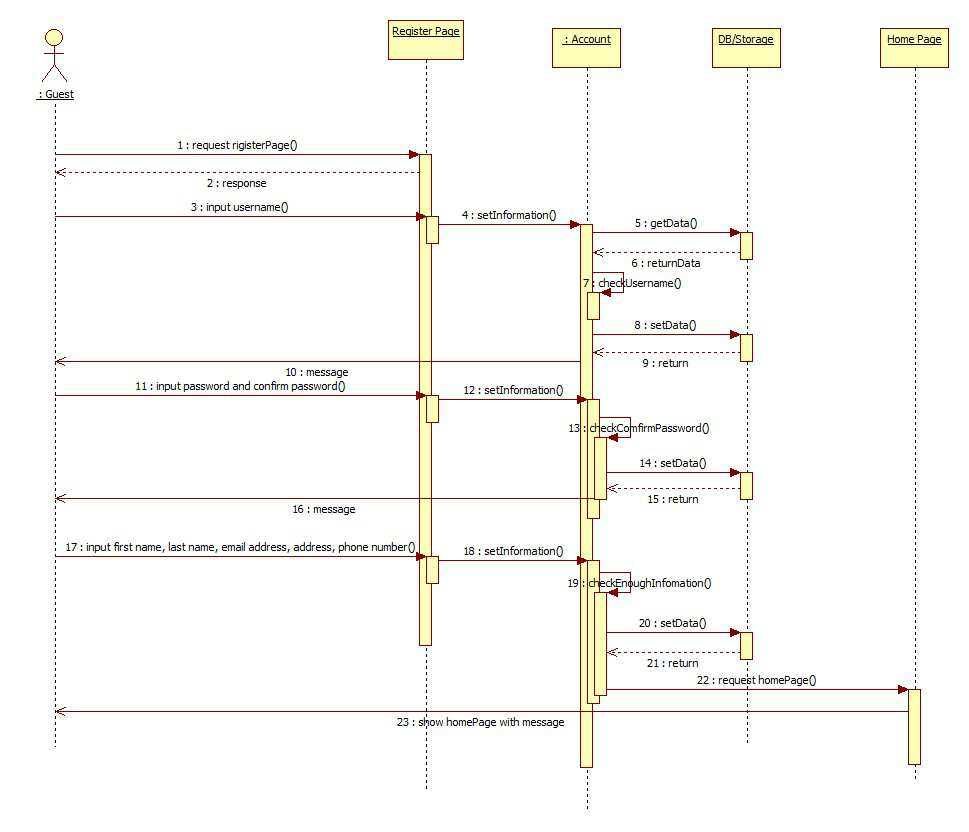 Register Page
: Account
DB/Storage
Home Page
: Guest
1 : request rigisterPage()
2 : response
3 : input username()
4 : setInformation()
5 : getData()
6 : returnData
7 : checkUsername()
8 : setData()
9 : return
10 : message
11 : input password and confirm password()
12 : setInformation()
13 : checkComfirmPassword()
14 : setData()
15 : return
16 : message
17 : input first name, last name, email address, address, phone number()
18 : setInformation()
19 : checkEnoughInfomation()
20 : setData()
21 : return
22 : request homePage()
23 : show homePage with message